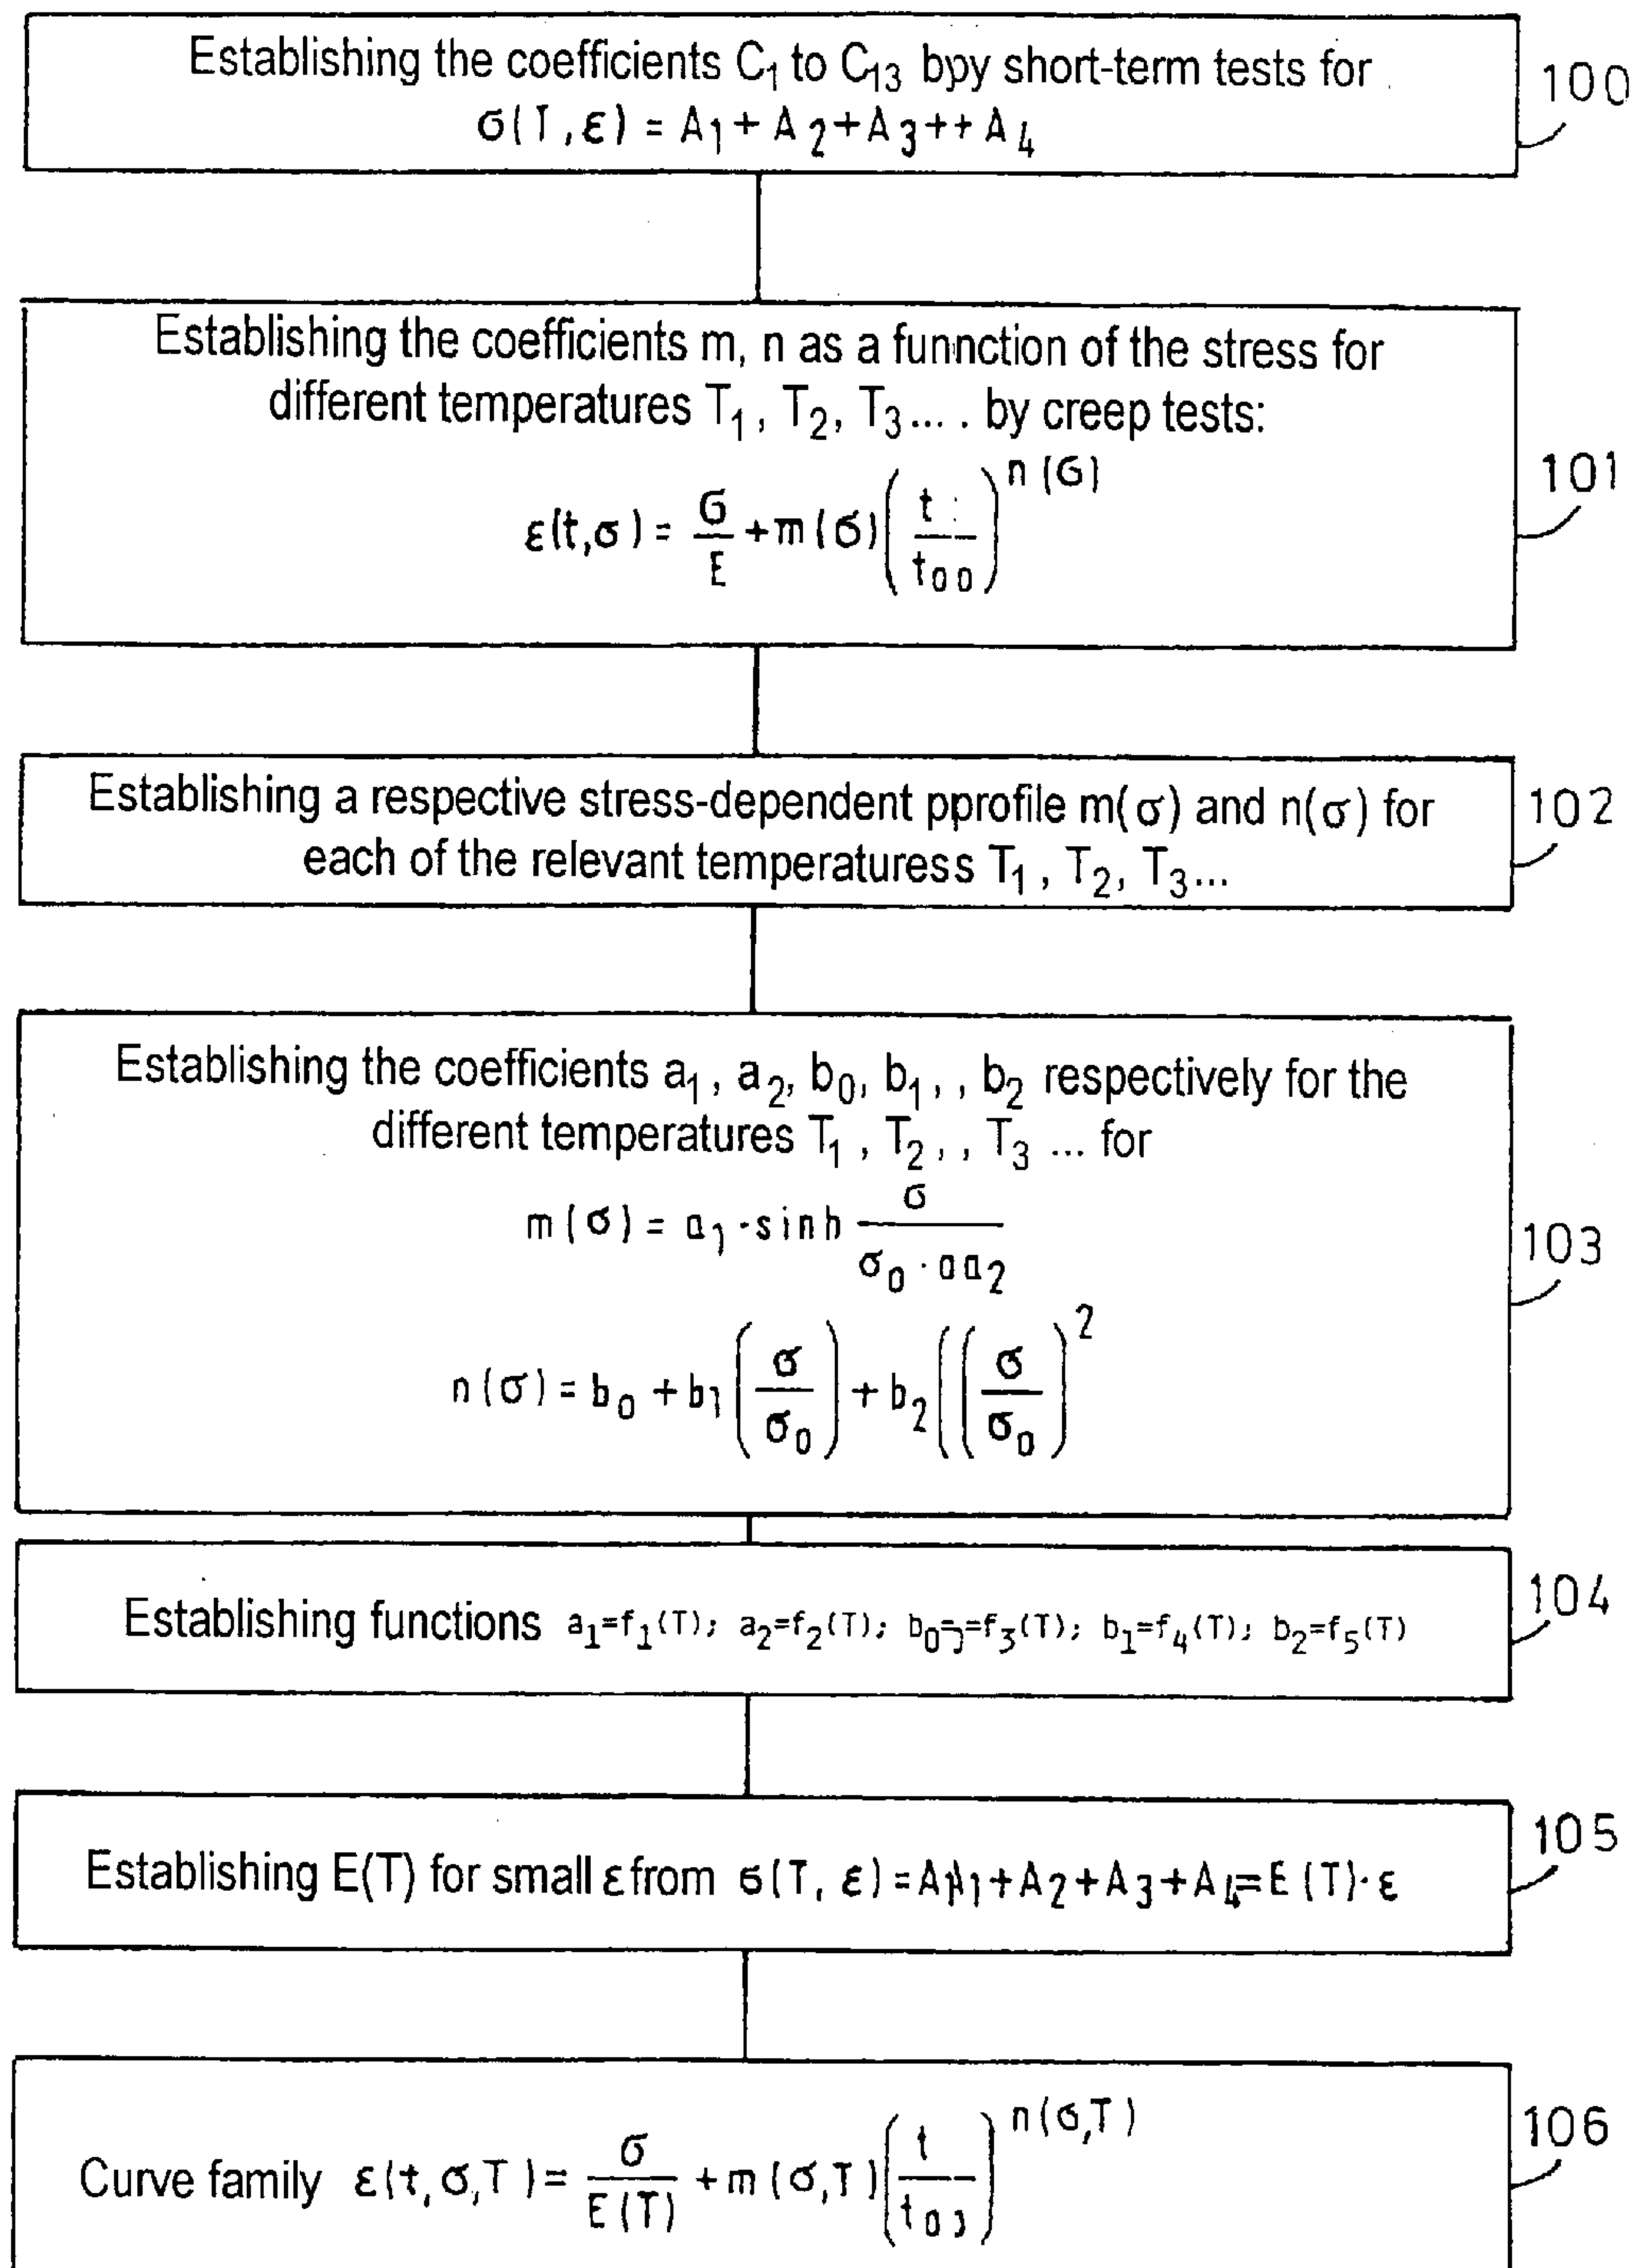 Establishing the coefficients C₁ to C₁₃ bpy short-term tests for
σ(T,ε) = A₁ + A₂ + A₃ ++ A₄
100
Establishing the coefficients m, n as a funnnction of the stress for
different temperatures T₁ , T₂, T₃... . by creep tests:
ε(t,σ) = σ/E + m(σ)(t/t₀₀)^n(σ)
101
Establishing a respective stress-dependent pprofile m(σ) and n(σ) for
each of the relevant temperaturess T₁ , T₂, T₃...
102
Establishing the coefficients a₁ , a₂, b₀, b₁, , b₂ respectively for the
different temperatures T₁ , T₂, , T₃ ... for
m(σ) = a₁ · sinh σ/(σ₀ · aa₂)
n(σ) = b₀ + b₁(σ/σ₀) + b₂((σ/σ₀)²
103
Establishing functions a₁=f₁(T); a₂=f₂(T); b₀==f₃(T); b₁=f₄(T); b₂=f₅(T)
104
Establishing E(T) for small ε from σ(T, ε) = AA₁ + A₂ + A₃ + A₄ = E(T) · ε
105
Curve family ε(t,σ,T) = σ/E(T) + m(σ,T)(t/t₀)^n(σ,T)
106